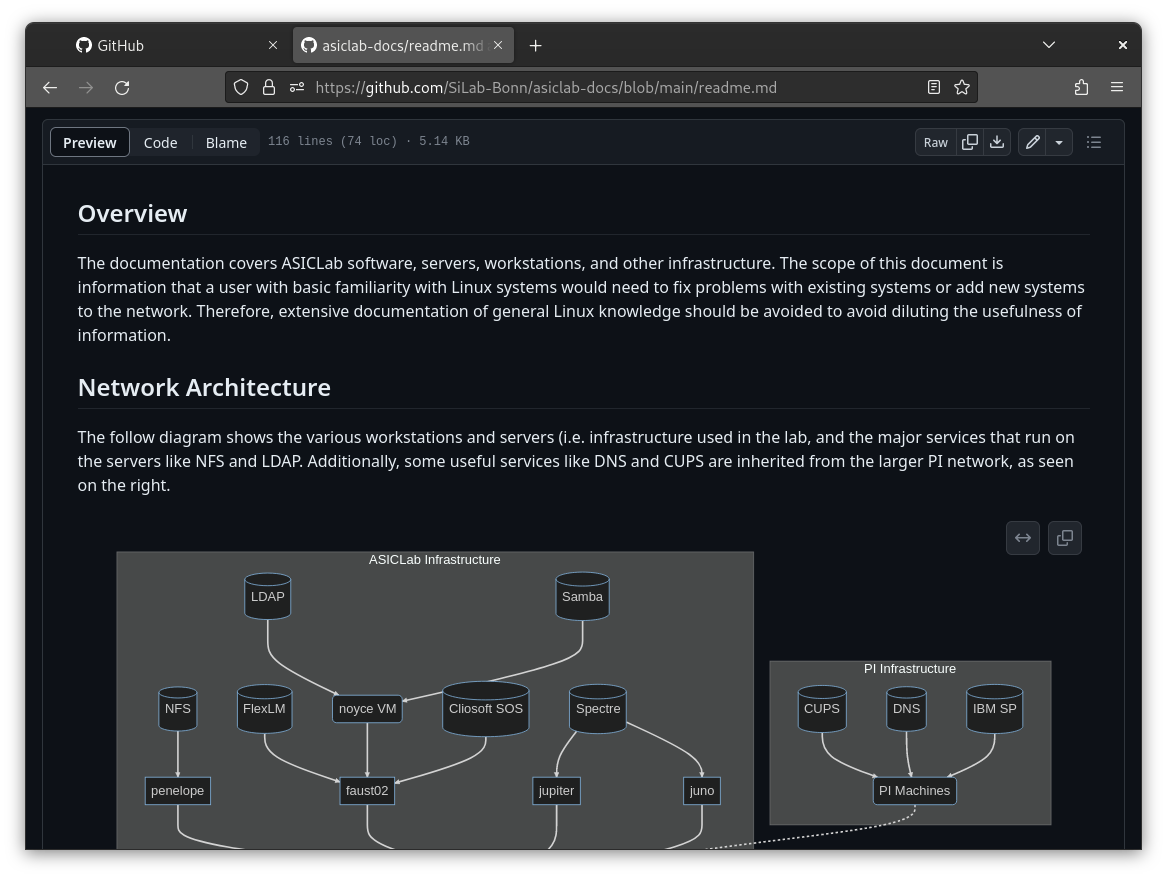 GitHub
asiclab-docs/readme.md
https://github.com/SiLab-Bonn/asiclab-docs/blob/main/readme.md
Preview
Code
Blame
116 lines (74 loc) · 5.14 KB
Raw
Overview
The documentation covers ASICLab software, servers, workstations, and other infrastructure. The scope of this document is
information that a user with basic familiarity with Linux systems would need to fix problems with existing systems or add new systems
to the network. Therefore, extensive documentation of general Linux knowledge should be avoided to avoid diluting the usefulness of
information.
Network Architecture
The follow diagram shows the various workstations and servers (i.e. infrastructure used in the lab, and the major services that run on
the servers like NFS and LDAP. Additionally, some useful services like DNS and CUPS are inherited from the larger PI network, as seen
on the right.
ASICLab Infrastructure
LDAP
Samba
NFS
FlexLM
noyce VM
Cliosoft SOS
Spectre
penelope
faust02
jupiter
juno
PI Infrastructure
CUPS
DNS
IBM SP
PI Machines